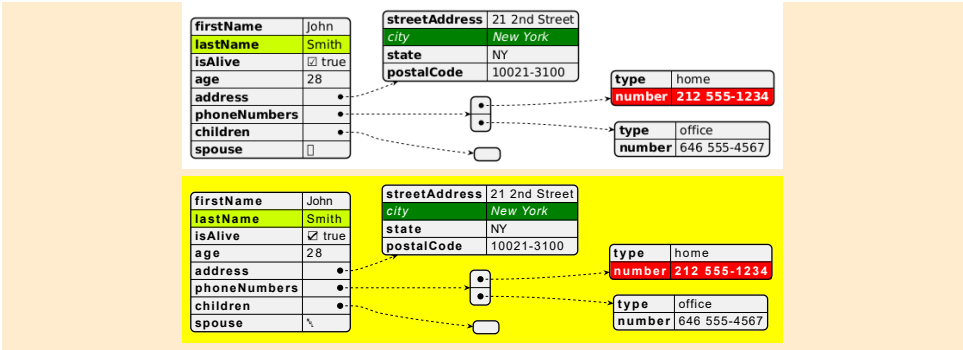 firstName John
lastName Smith
isAlive ☑ true
age 28
address
phoneNumbers
children
spouse
streetAddress 21 2nd Street
city New York
state NY
postalCode 10021-3100
type home
number 212 555-1234
type office
number 646 555-4567
firstName John
lastName Smith
isAlive ☑ true
age 28
address
phoneNumbers
children
spouse ␀
streetAddress 21 2nd Street
city New York
state NY
postalCode 10021-3100
type home
number 212 555-1234
type office
number 646 555-4567